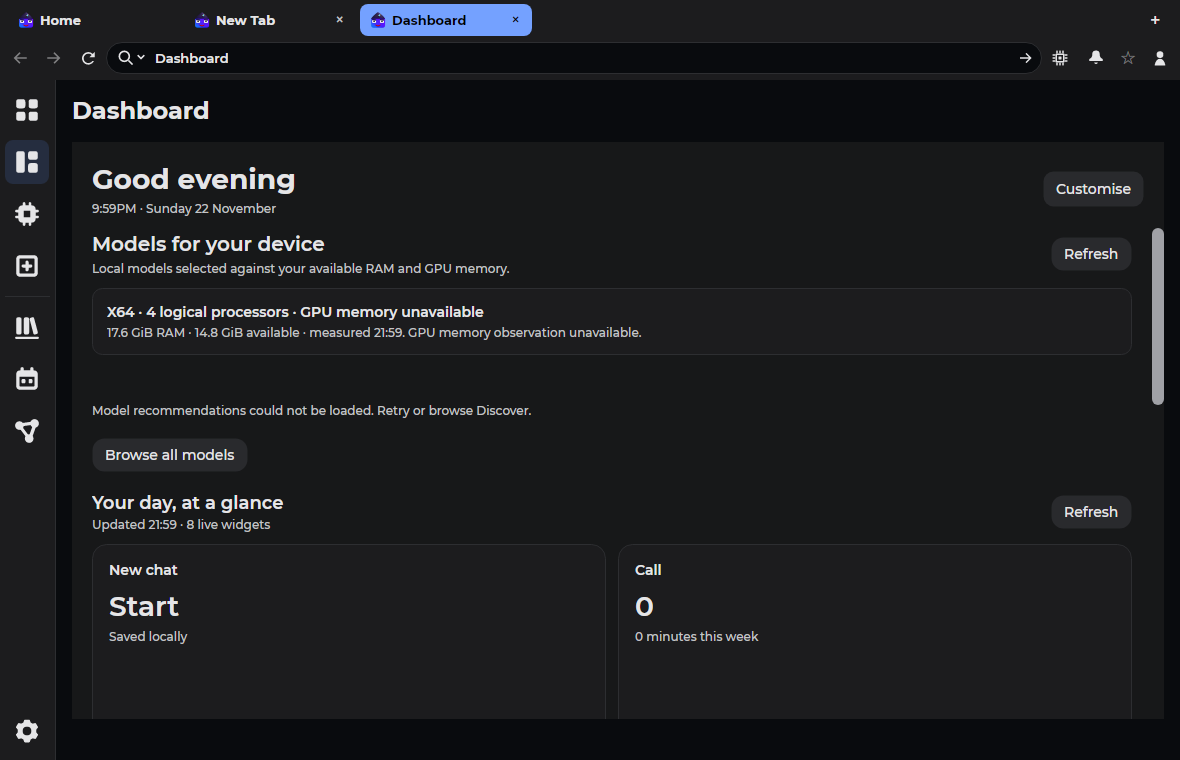 Home
New Tab
Dashboard
Dashboard
Dashboard
Good evening
9:59PM · Sunday 22 November
Customise
Models for your device
Local models selected against your available RAM and GPU memory.
Refresh
X64 · 4 logical processors · GPU memory unavailable
17.6 GiB RAM · 14.8 GiB available · measured 21:59. GPU memory observation unavailable.
Model recommendations could not be loaded. Retry or browse Discover.
Browse all models
Your day, at a glance
Updated 21:59 · 8 live widgets
Refresh
New chat
Start
Saved locally
Call
0
0 minutes this week